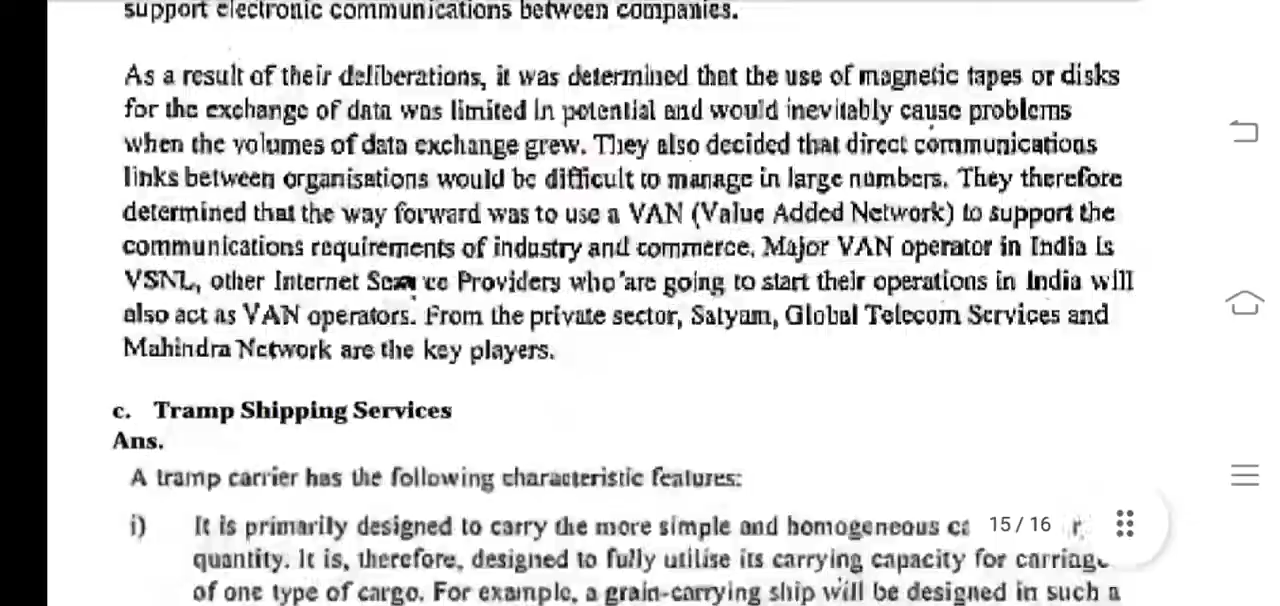 support electronic communications between companies.
As a result of their deliberations, it was determined that the use of magnetic tapes or disks
for the exchange of data was limited in potential and would inevitably cause problems
when the volumes of data exchange grew. They also decided that direct communications
links between organisations would be difficult to manage in large numbers. They therefore
determined that the way forward was to use a VAN (Value Added Network) to support the
communications requirements of industry and commerce. Major VAN operator in India is
VSNL, other Internet Providers who are going to start their operations in India will
also act as VAN operators. From the private sector, Satyam, Global Telecom Services and
Mahindra Network are the key players.
c. Tramp Shipping Services
Ans.
A tramp carrier has the following characteristic features:
i) It is primarily designed to carry the more simple and homogeneous
15/16
quantity. It is, therefore, designed to fully utilise its carrying capacity for carriage
of one type of cargo. For example, a grain-carrying ship will be designed in such a